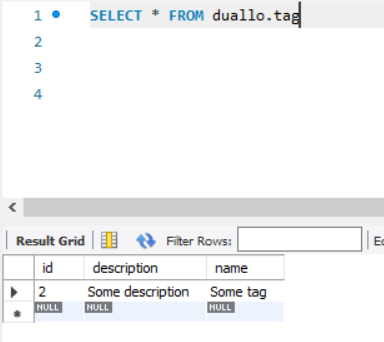 1 SELECT * FROM duallo.tag
2
3
4
Result Grid Filter Rows: E
id description name
2 Some description Some tag
NULL NULL NULL